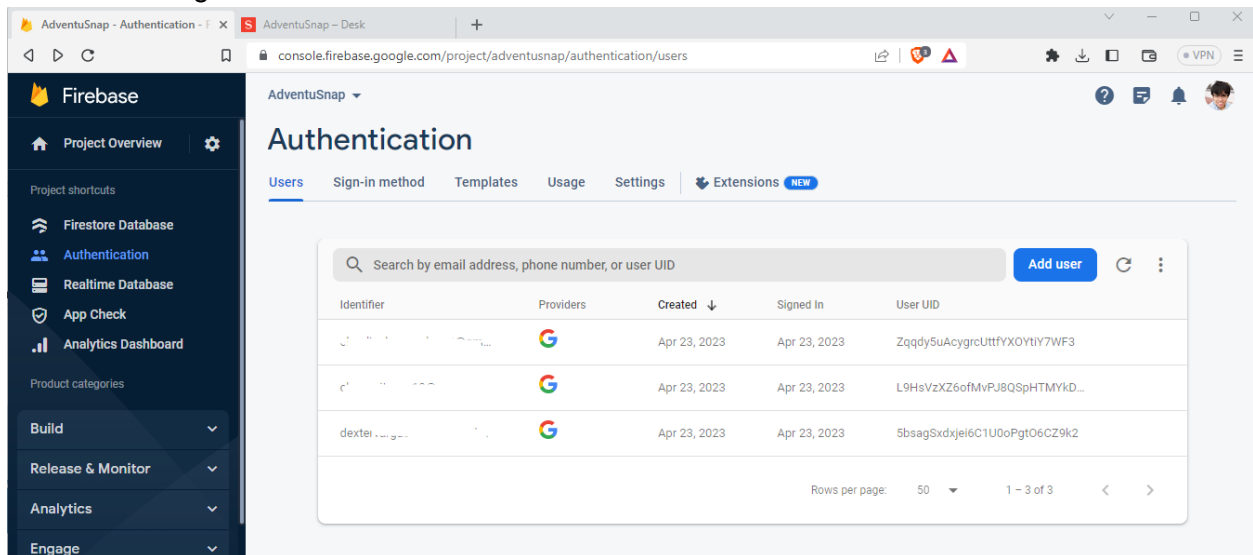 AdventuSnap - Authentication - F
AdventuSnap – Desk
console.firebase.google.com/project/adventusnap/authentication/users
VPN
Firebase
AdventuSnap
Project Overview
Authentication
Users Sign-in method Templates Usage Settings Extensions NEW
Project shortcuts
Firestore Database
Authentication
Realtime Database
App Check
Analytics Dashboard
Product categories
Build
Release & Monitor
Analytics
Engage
Search by email address, phone number, or user UID
Add user
Identifier Providers Created Signed In User UID
Apr 23, 2023 Apr 23, 2023 Zqqdy5uAcygrcUttfYXOYtiY7WF3
Apr 23, 2023 Apr 23, 2023 L9HsVzXZ6ofMvPJ8QSpHTMYkD...
dexter Apr 23, 2023 Apr 23, 2023 5bsagSxdxjei6C1U0oPgtO6CZ9k2
Rows per page: 50 1 – 3 of 3